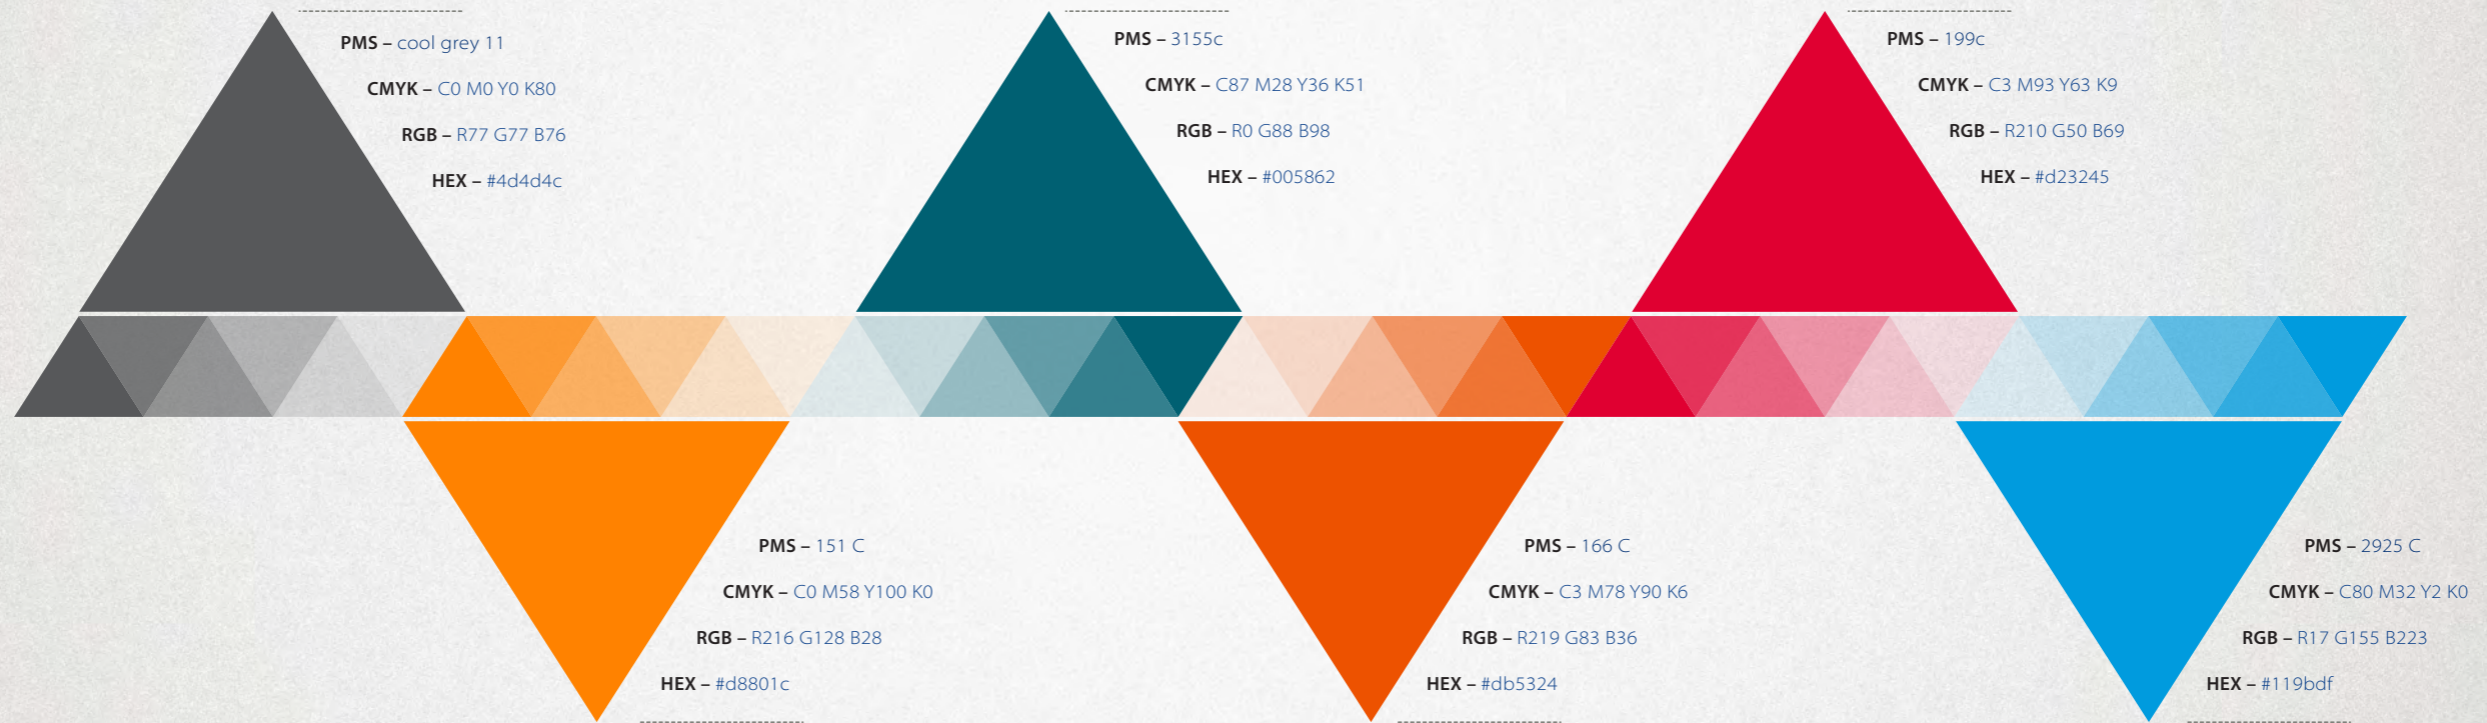 PMS – cool grey 11
CMYK – C0 M0 Y0 K80
RGB – R77 G77 B76
HEX – #4d4d4c
PMS – 3155c
CMYK – C87 M28 Y36 K51
RGB – R0 G88 B98
HEX – #005862
PMS – 199c
CMYK – C3 M93 Y63 K9
RGB – R210 G50 B69
HEX – #d23245
PMS – 151 C
CMYK – C0 M58 Y100 K0
RGB – R216 G128 B28
HEX – #d8801c
PMS – 166 C
CMYK – C3 M78 Y90 K6
RGB – R219 G83 B36
HEX – #db5324
PMS – 2925 C
CMYK – C80 M32 Y2 K0
RGB – R17 G155 B223
HEX – #119bdf